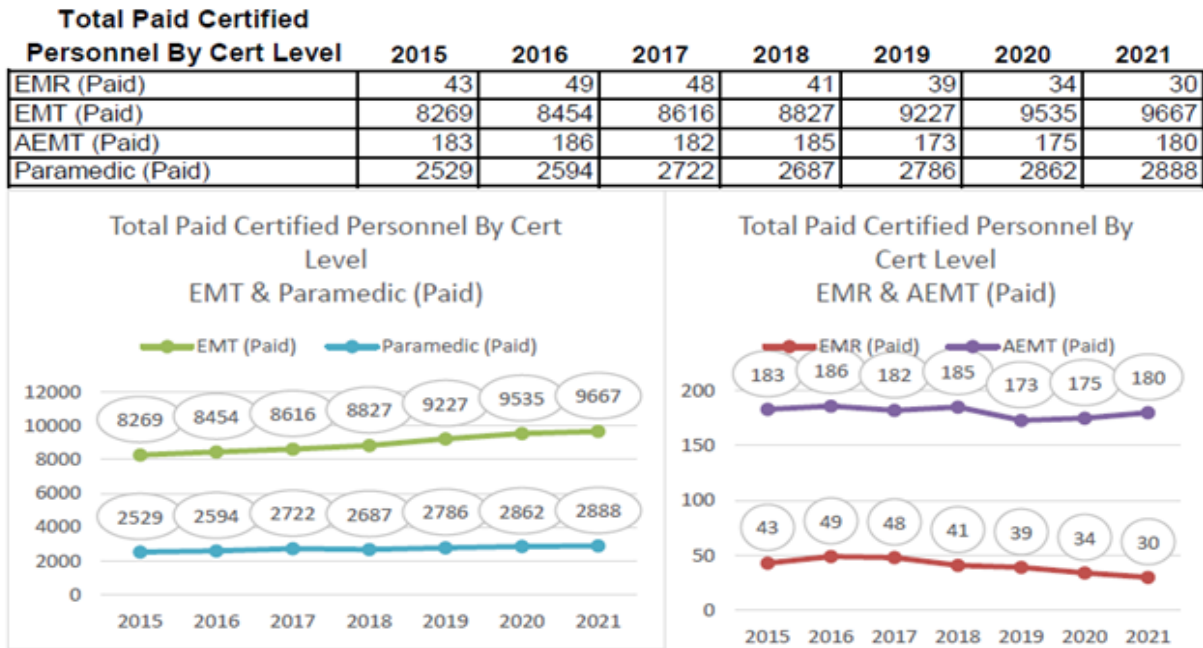 Total Paid Certified
Personnel By Cert Level 2015 2016 2017 2018 2019 2020 2021
EMR (Paid) 43 49 48 41 39 34 30
EMT (Paid) 8269 8454 8616 8827 9227 9535 9667
AEMT (Paid) 183 186 182 185 173 175 180
Paramedic (Paid) 2529 2594 2722 2687 2786 2862 2888
Total Paid Certified Personnel By Cert
Level
EMT & Paramedic (Paid)
EMT (Paid) Paramedic (Paid)
12000
10000
8000
6000
4000
2000
0
8269 8454 8616 8827 9227 9535 9667
2529 2594 2722 2687 2786 2862 2888
2015 2016 2017 2018 2019 2020 2021
Total Paid Certified Personnel By
Cert Level
EMR & AEMT (Paid)
EMR (Paid) AEMT (Paid)
200
150
100
50
0
183 186 182 185 173 175 180
43 49 48 41 39 34 30
2015 2016 2017 2018 2019 2020 2021